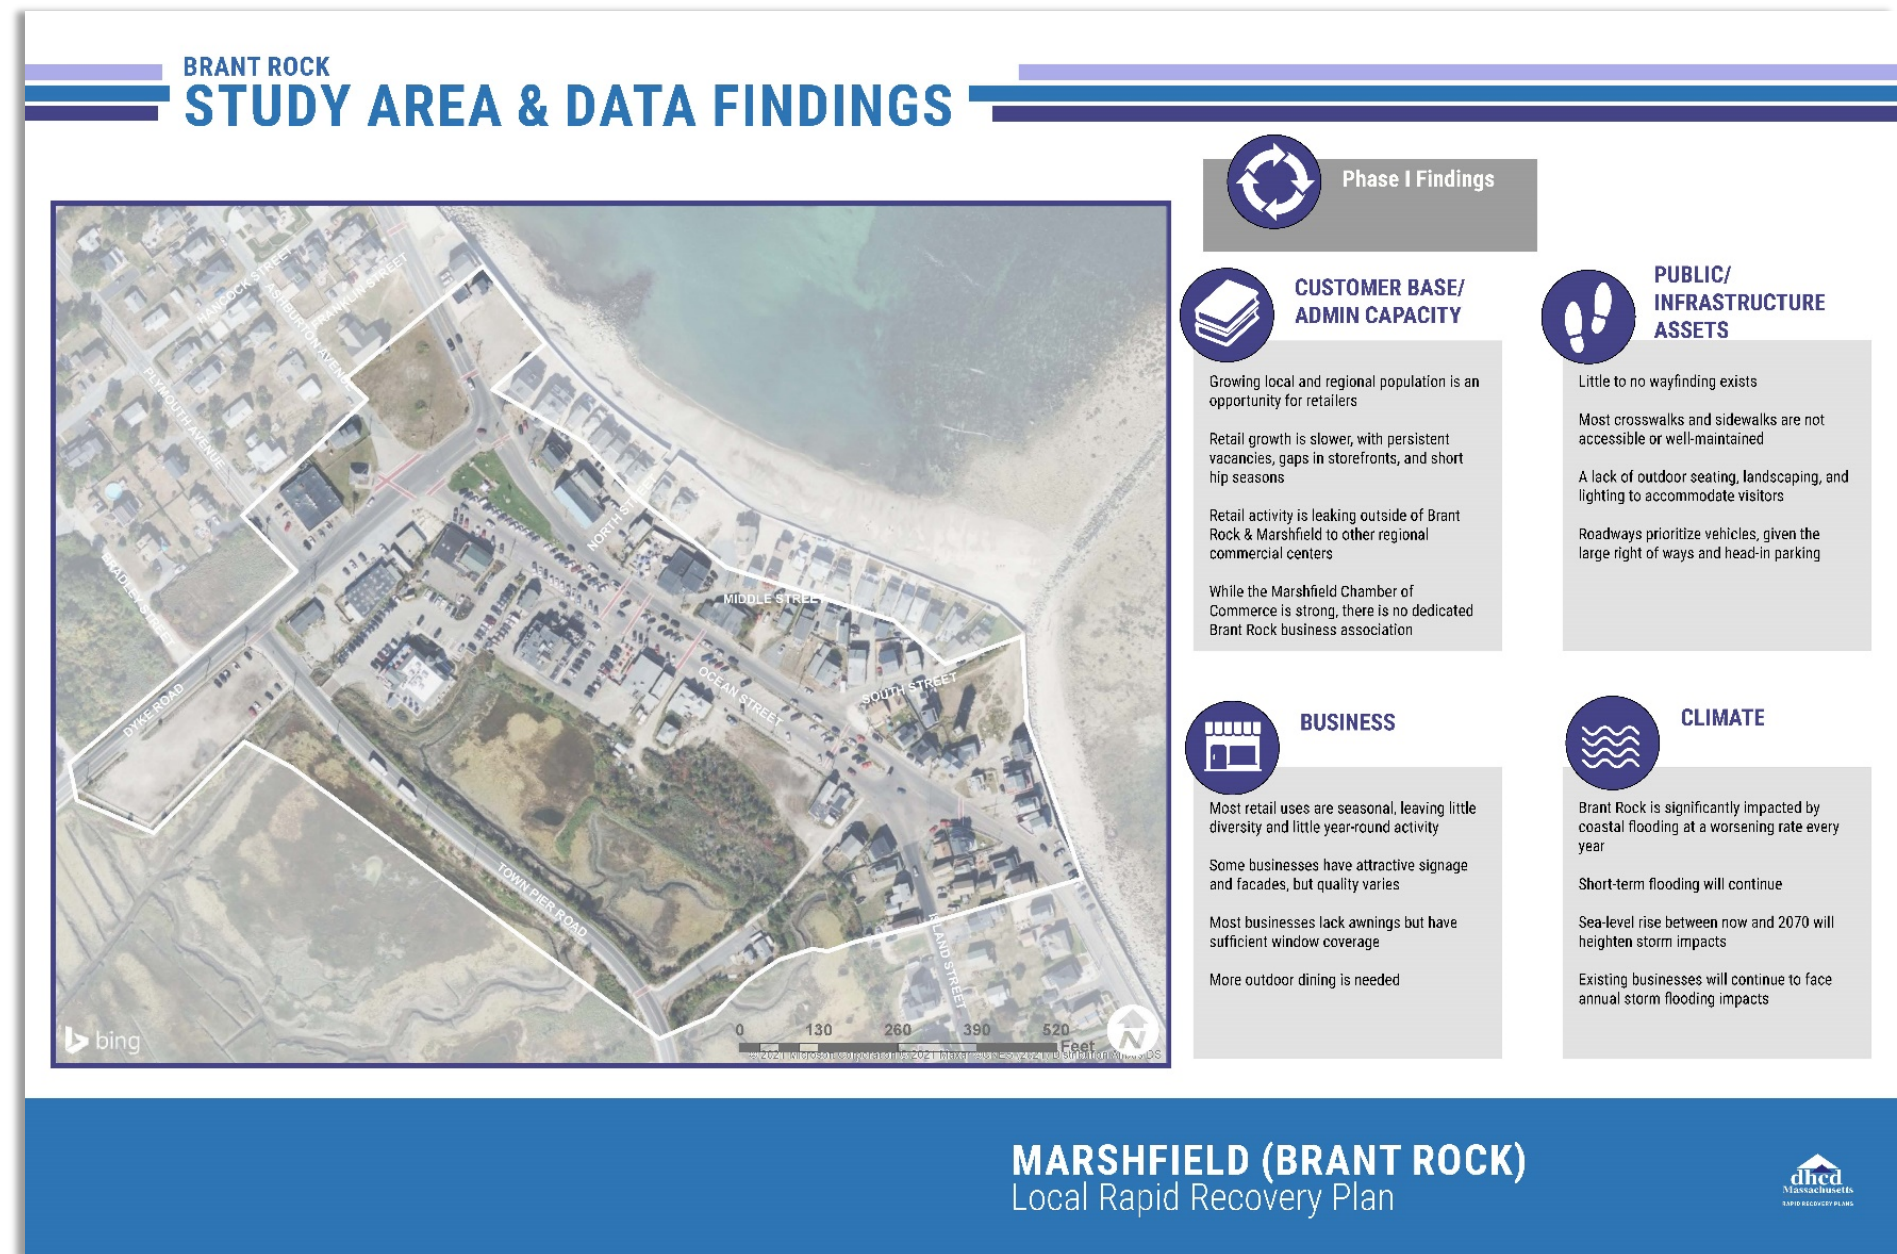 BRANT ROCK
STUDY AREA & DATA FINDINGS
Phase I Findings
CUSTOMER BASE/
ADMIN CAPACITY
Growing local and regional population is an
opportunity for retailers
Retail growth is slower, with persistent
vacancies, gaps in storefronts, and short
hip seasons
Retail activity is leaking outside of Brant
Rock & Marshfield to other regional
commercial centers
While the Marshfield Chamber of
Commerce is strong, there is no dedicated
Brant Rock business association
PUBLIC/
INFRASTRUCTURE
ASSETS
Little to no wayfinding exists
Most crosswalks and sidewalks are not
accessible or well-maintained
A lack of outdoor seating, landscaping, and
lighting to accommodate visitors
Roadways prioritize vehicles, given the
large right of ways and head-in parking
BUSINESS
Most retail uses are seasonal, leaving little
diversity and little year-round activity
Some businesses have attractive signage
and facades, but quality varies
Most businesses lack awnings but have
sufficient window coverage
More outdoor dining is needed
CLIMATE
Brant Rock is significantly impacted by
coastal flooding at a worsening rate every
year
Short-term flooding will continue
Sea-level rise between now and 2070 will
heighten storm impacts
Existing businesses will continue to face
annual storm flooding impacts
HANCOCK STREET
ASHBURTON AVENUE
FRANKLIN STREET
PLYMOUTH AVENUE
BRADLEY STREET
NORTH STREET
MIDDLE STREET
OCEAN STREET
SOUTH STREET
DYKE ROAD
TOWN PIER ROAD
ISLAND STREET
bing
0 130 260 390 520
Feet
N
MARSHFIELD (BRANT ROCK)
Local Rapid Recovery Plan
dhcd
Massachusetts
RAPID RECOVERY PLANS